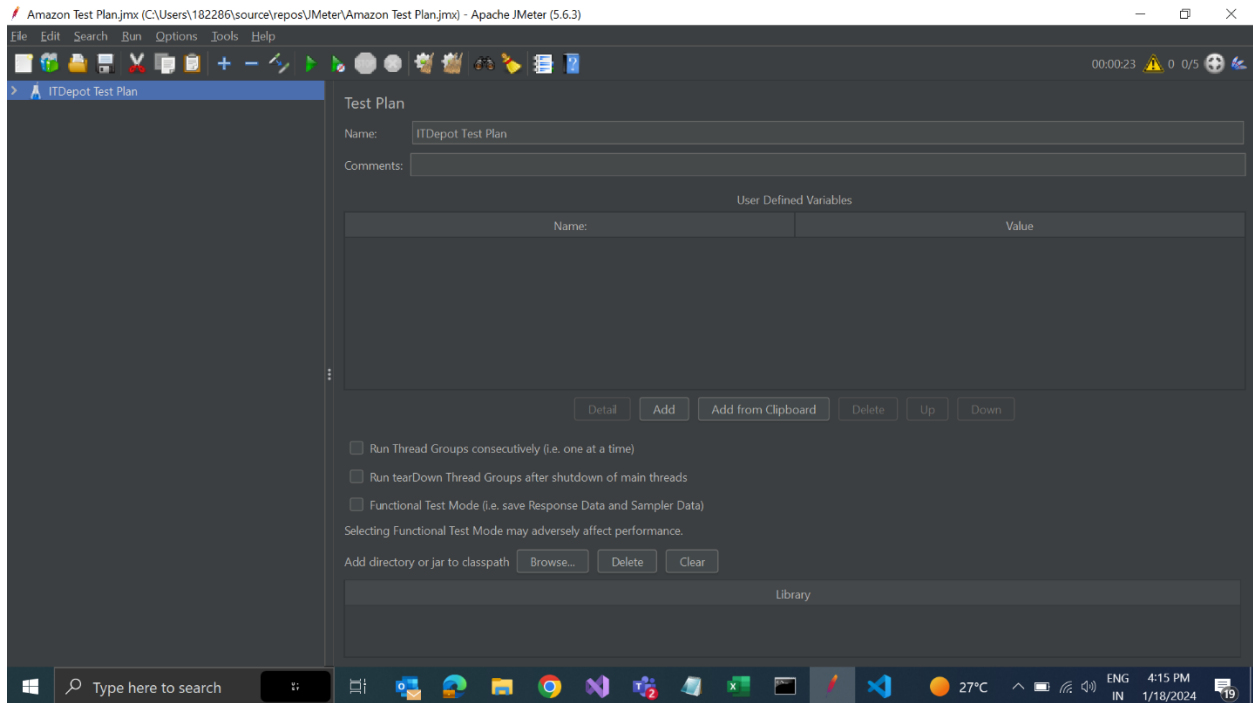 Amazon Test Plan.jmx (C:\Users\182286\source\repos\JMeter\Amazon Test Plan.jmx) - Apache JMeter (5.6.3)
File Edit Search Run Options Tools Help
00:00:23 0 0/5
ITDepot Test Plan
Test Plan
Name: ITDepot Test Plan
Comments:
User Defined Variables
Name: Value
Detail Add Add from Clipboard Delete Up Down
Run Thread Groups consecutively (i.e. one at a time)
Run tearDown Thread Groups after shutdown of main threads
Functional Test Mode (i.e. save Response Data and Sampler Data)
Selecting Functional Test Mode may adversely affect performance.
Add directory or jar to classpath Browse... Delete Clear
Library
Type here to search
27°C
ENG
IN
4:15 PM
1/18/2024
19